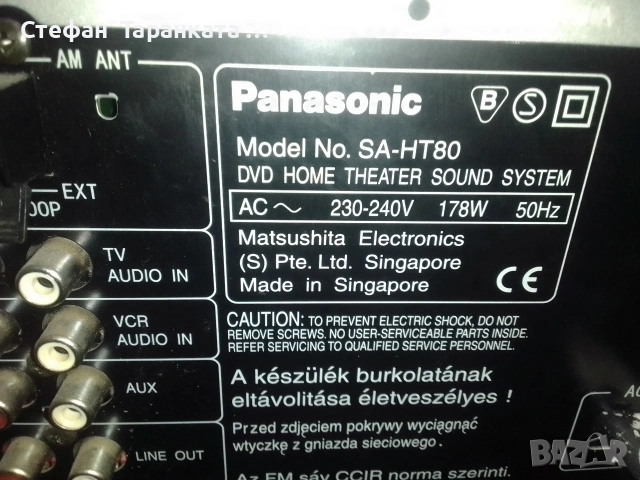 Стефан Таранката...
AM ANT
EXT
OOP
TV
AUDIO IN
VCR
AUDIO IN
AUX
LINE OUT
Panasonic
B S
Model No. SA-HT80
DVD HOME THEATER SOUND SYSTEM
AC ～ 230-240V 178W 50Hz
Matsushita Electronics
(S) Pte. Ltd. Singapore
Made in Singapore
CE
CAUTION: TO PREVENT ELECTRIC SHOCK, DO NOT
REMOVE SCREWS. NO USER-SERVICEABLE PARTS INSIDE.
REFER SERVICING TO QUALIFIED SERVICE PERSONNEL.
A készülék burkolatának
eltávolitása életveszélyes !
Przed zdjęciem pokrywy wyciągnąć
wtyczkę z gniazda sieciowego.
Az FM sáv CCIR norma szerinti.
BAZAR
bg